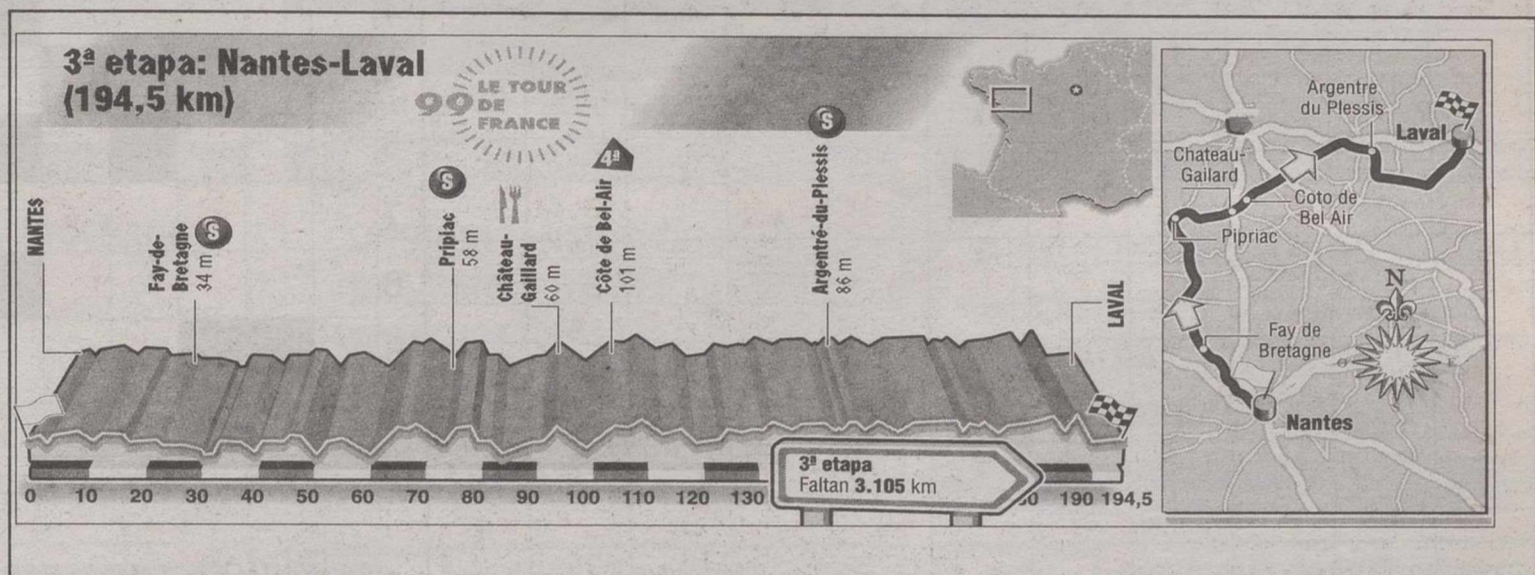 3ª etapa: Nantes-Laval
(194,5 km)
99 LE TOUR
DE
FRANCE
NANTES
Fay-de-
Bretagne
34 m
S
Pripiac
58 m
S
Château-
Gaillard
60 m
Côte de Bel-Air
101 m
4ª
Argentré-du-Plessis
86 m
S
LAVAL
0 10 20 30 40 50 60 70 80 90 100 110 120 130 190 194,5
3ª etapa
Faltan 3.105 km
Argentre
du Plessis
Laval
Chateau-
Gaillard
Coto de
Bel Air
Pipriac
N
Fay de
Bretagne
O
E
Nantes